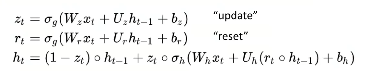 z_t = σ_g(W_z x_t + U_z h_{t-1} + b_z) "update"
r_t = σ_g(W_r x_t + U_r h_{t-1} + b_r) "reset"
h_t = (1 − z_t) ∘ h_{t-1} + z_t ∘ σ_h(W_h x_t + U_h(r_t ∘ h_{t-1}) + b_h)